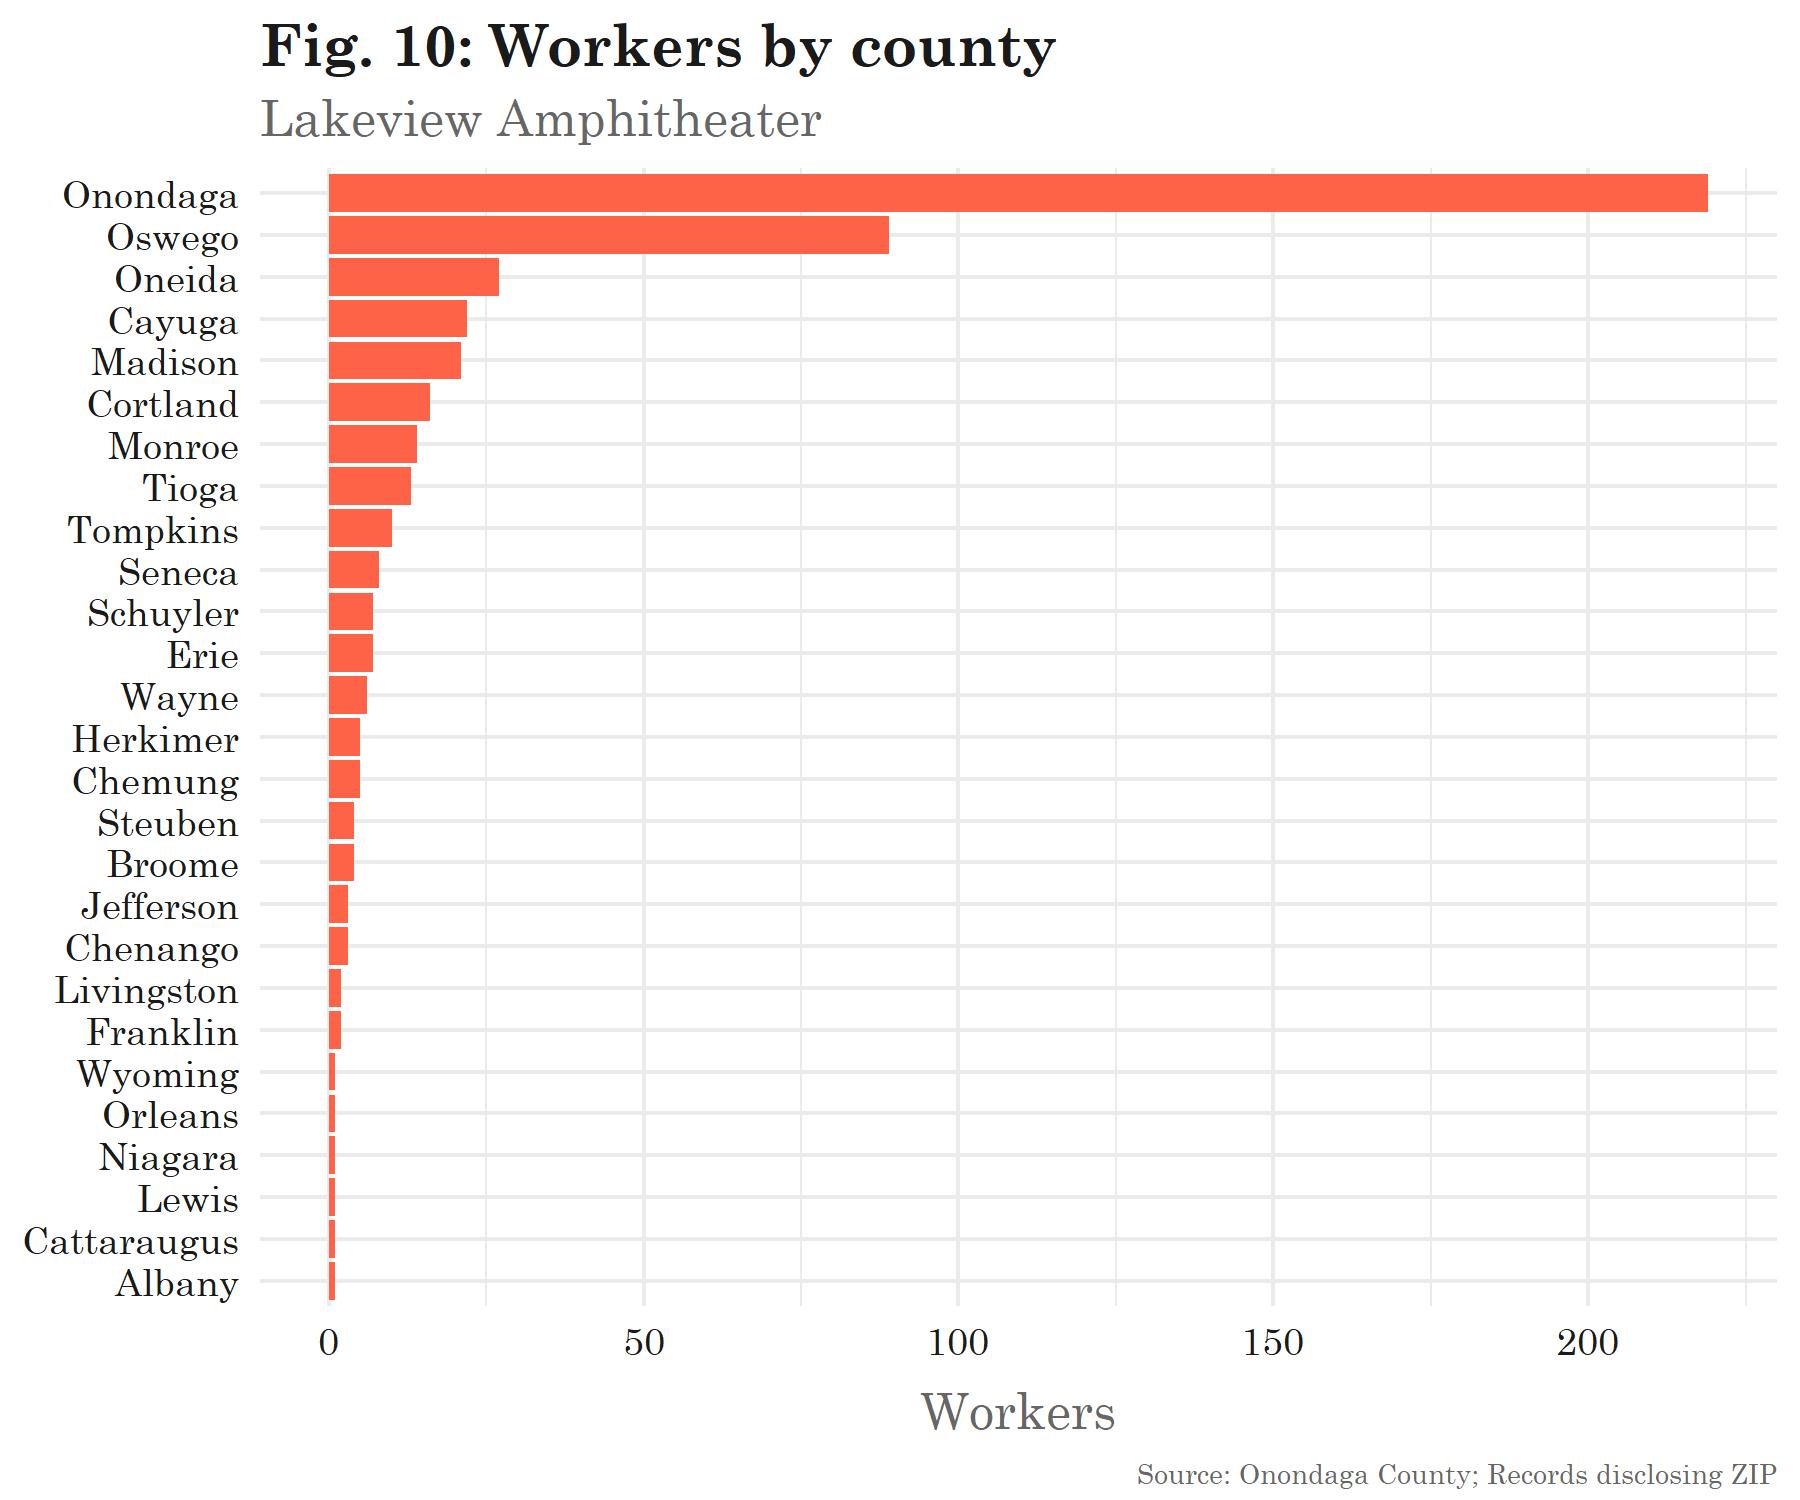 Fig. 10: Workers by county
Lakeview Amphitheater
Onondaga
Oswego
Oneida
Cayuga
Madison
Cortland
Monroe
Tioga
Tompkins
Seneca
Schuyler
Erie
Wayne
Herkimer
Chemung
Steuben
Broome
Jefferson
Chenango
Livingston
Franklin
Wyoming
Orleans
Niagara
Lewis
Cattaraugus
Albany
0 50 100 150 200
Workers
Source: Onondaga County; Records disclosing ZIP